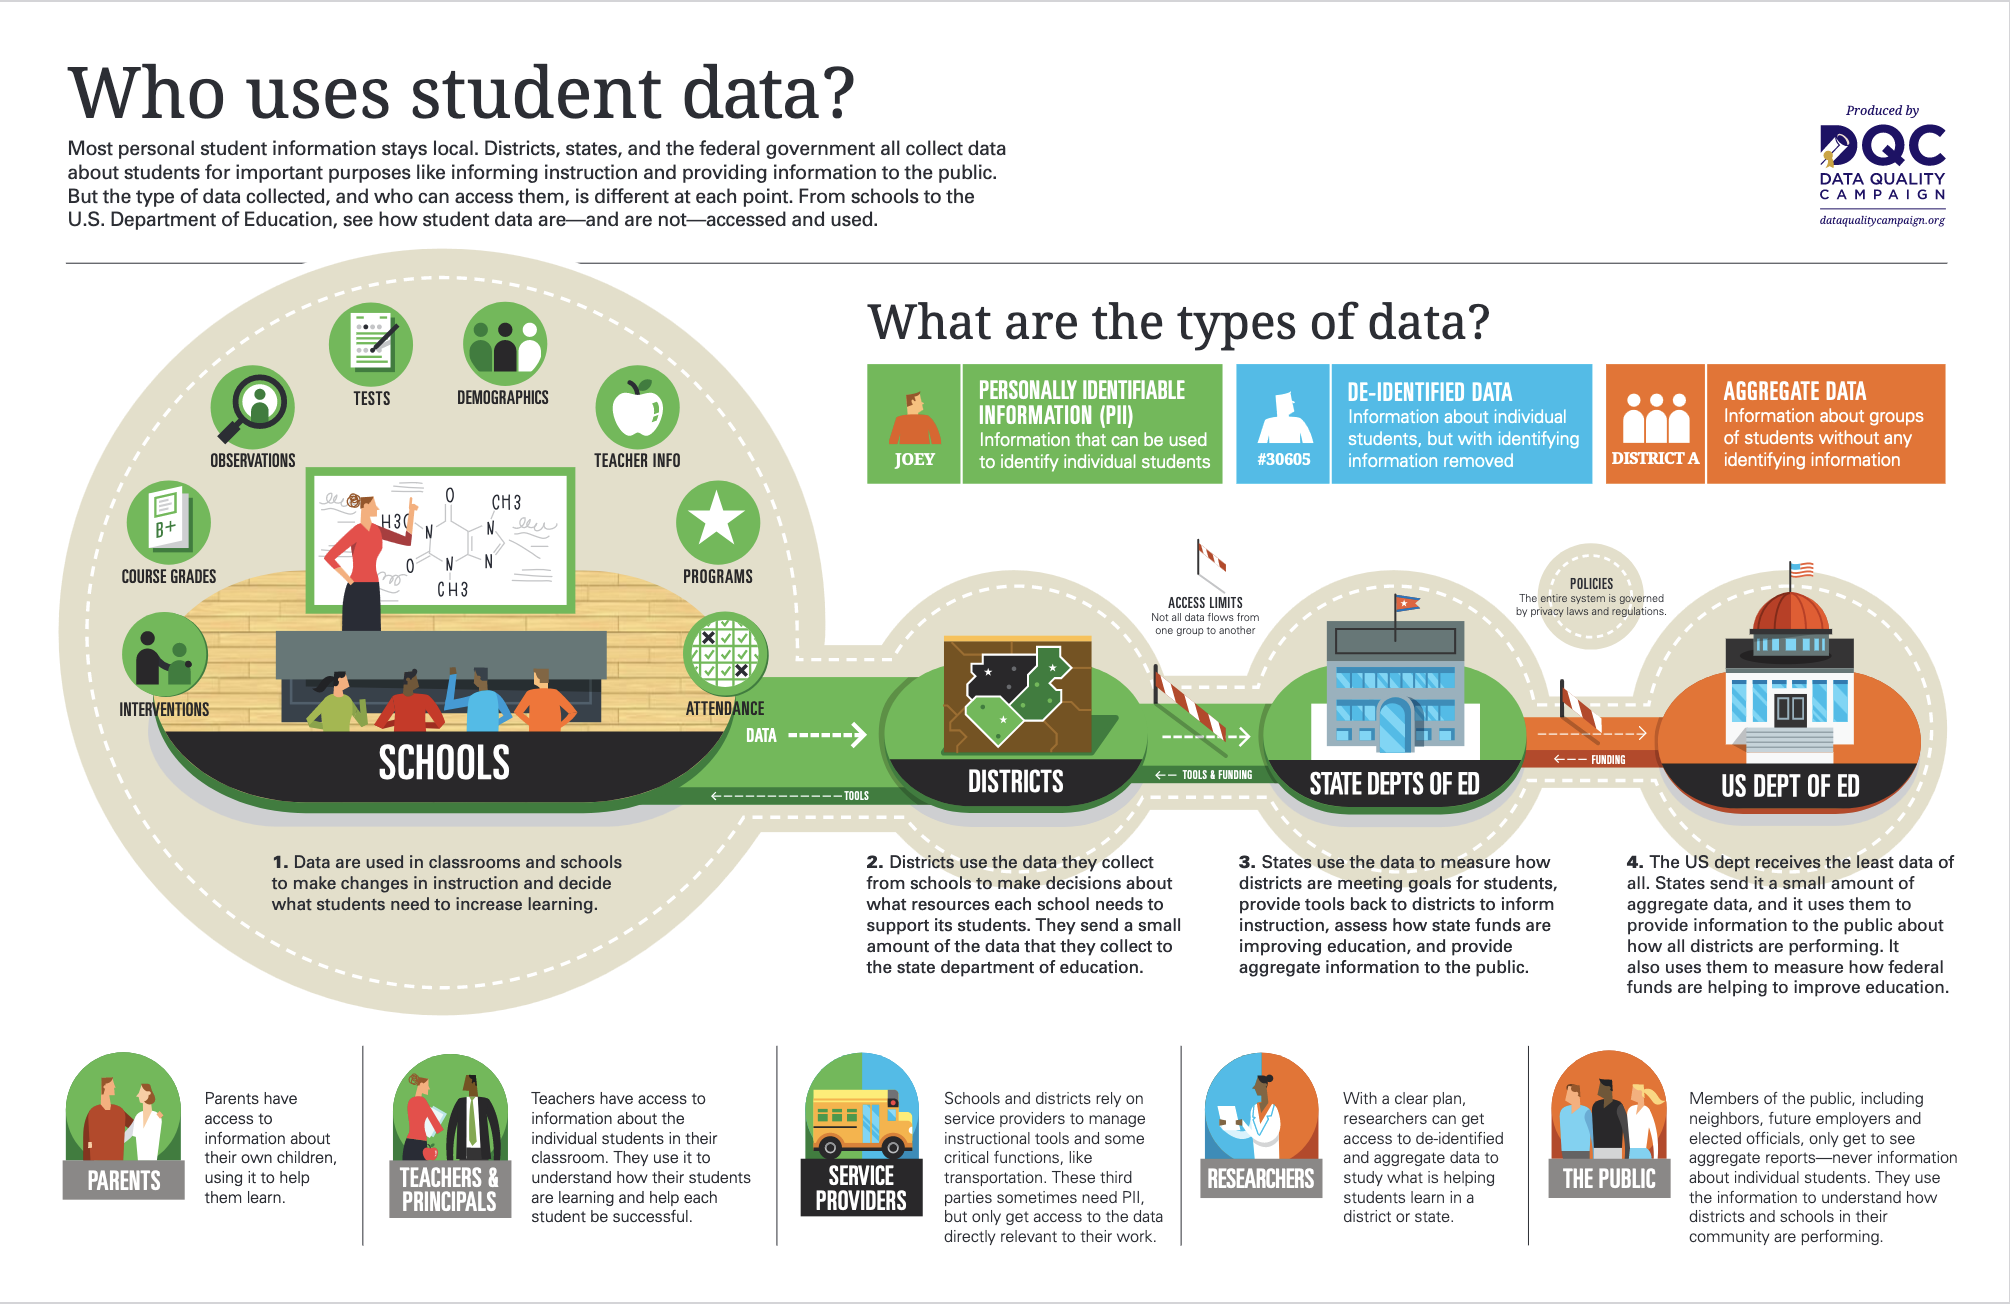 Who uses student data?
Most personal student information stays local. Districts, states, and the federal government all collect data
about students for important purposes like informing instruction and providing information to the public.
But the type of data collected, and who can access them, is different at each point. From schools to the
U.S. Department of Education, see how student data are—and are not—accessed and used.
Produced by
DQC
DATA QUALITY
CAMPAIGN
dataqualitycampaign.org
TESTS
DEMOGRAPHICS
OBSERVATIONS
TEACHER INFO
B+
COURSE GRADES
PROGRAMS
INTERVENTIONS
ATTENDANCE
O
CH3
H3C
N
N
O
N
N
CH3
SCHOOLS
What are the types of data?
JOEY
PERSONALLY IDENTIFIABLE
INFORMATION (PII)
Information that can be used
to identify individual students
#30605
DE-IDENTIFIED DATA
Information about individual
students, but with identifying
information removed
DISTRICT A
AGGREGATE DATA
Information about groups
of students without any
identifying information
ACCESS LIMITS
Not all data flows from
one group to another
POLICIES
The entire system is governed
by privacy laws and regulations.
DATA
TOOLS
DISTRICTS
TOOLS & FUNDING
STATE DEPTS OF ED
FUNDING
US DEPT OF ED
1. Data are used in classrooms and schools
to make changes in instruction and decide
what students need to increase learning.
2. Districts use the data they collect
from schools to make decisions about
what resources each school needs to
support its students. They send a small
amount of the data that they collect to
the state department of education.
3. States use the data to measure how
districts are meeting goals for students,
provide tools back to districts to inform
instruction, assess how state funds are
improving education, and provide
aggregate information to the public.
4. The US dept receives the least data of
all. States send it a small amount of
aggregate data, and it uses them to
provide information to the public about
how all districts are performing. It
also uses them to measure how federal
funds are helping to improve education.
PARENTS
Parents have
access to
information about
their own children,
using it to help
them learn.
TEACHERS &
PRINCIPALS
Teachers have access to
information about the
individual students in their
classroom. They use it to
understand how their students
are learning and help each
student be successful.
SERVICE
PROVIDERS
Schools and districts rely on
service providers to manage
instructional tools and some
critical functions, like
transportation. These third
parties sometimes need PII,
but only get access to the data
directly relevant to their work.
RESEARCHERS
With a clear plan,
researchers can get
access to de-identified
and aggregate data to
study what is helping
students learn in a
district or state.
THE PUBLIC
Members of the public, including
neighbors, future employers and
elected officials, only get to see
aggregate reports—never information
about individual students. They use
the information to understand how
districts and schools in their
community are performing.